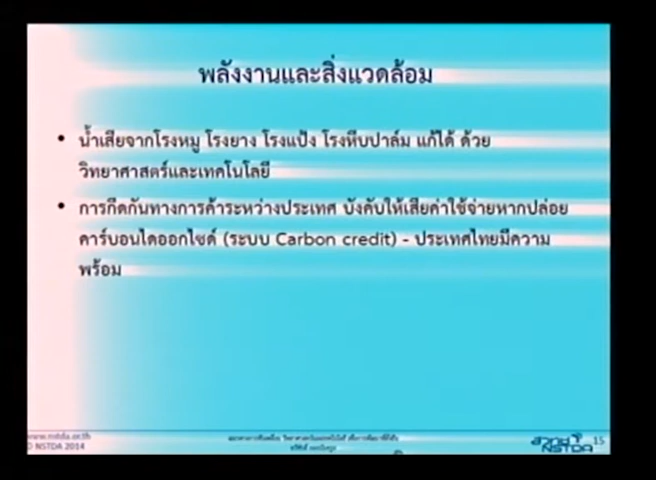 พลังงานและสิ่งแวดล้อม
• น้ำเสียจากโรงหมู โรงยาง โรงแป้ง โรงหีบปาล์ม แก้ได้ ด้วย
วิทยาศาสตร์และเทคโนโลยี
• การกีดกันทางการค้าระหว่างประเทศ บังคับให้เสียค่าใช้จ่ายหากปล่อย
คาร์บอนไดออกไซด์ (ระบบ Carbon credit) - ประเทศไทยมีความ
พร้อม
www.nstda.or.th
© NSTDA 2014
สวทช
NSTDA
15